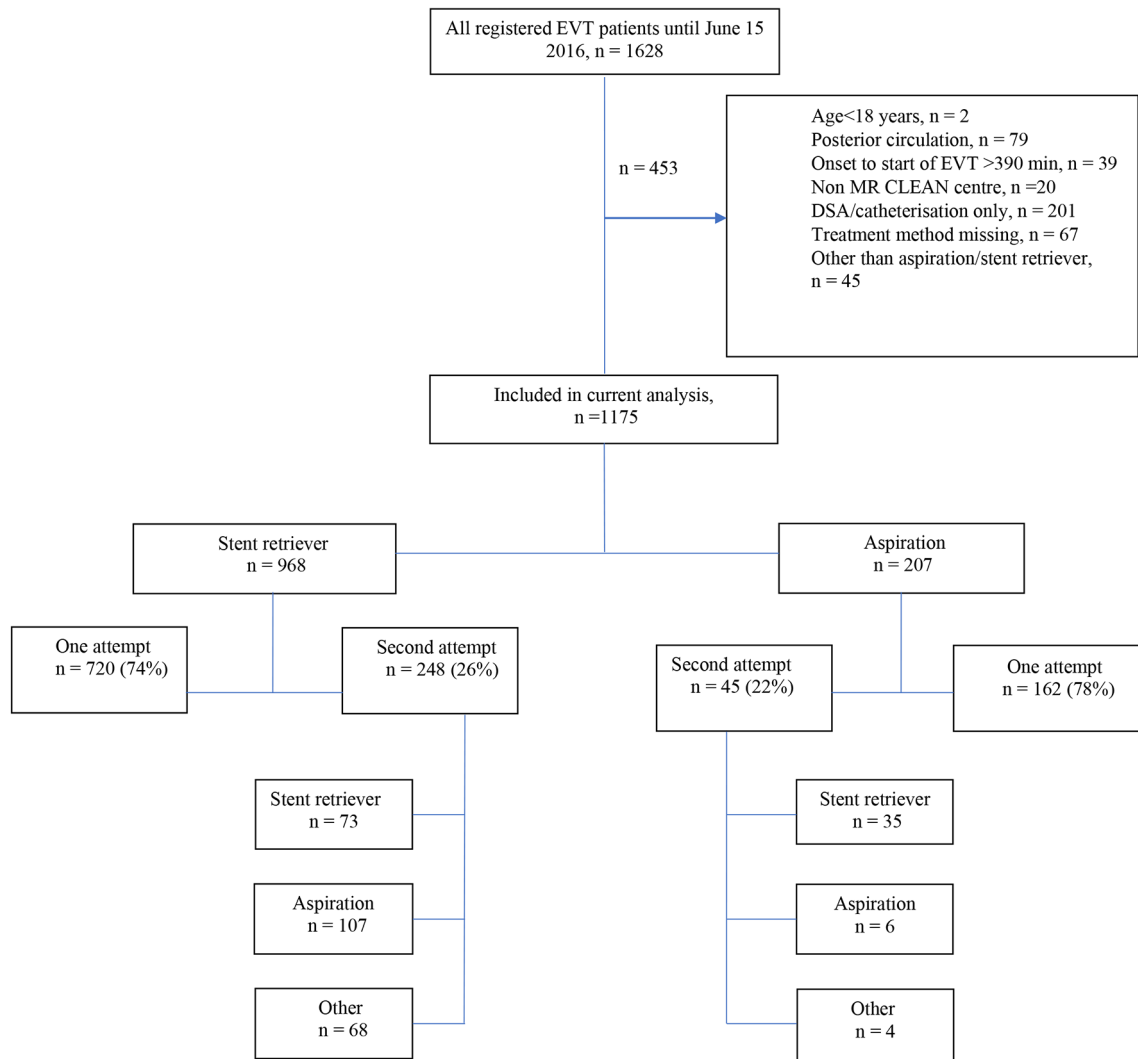 All registered EVT patients until June 15
2016, n = 1628
n = 453
Age<18 years, n = 2
Posterior circulation, n = 79
Onset to start of EVT >390 min, n = 39
Non MR CLEAN centre, n =20
DSA/catheterisation only, n = 201
Treatment method missing, n = 67
Other than aspiration/stent retriever,
n = 45
Included in current analysis,
n =1175
Stent retriever
n = 968
Aspiration
n = 207
One attempt
n = 720 (74%)
Second attempt
n = 248 (26%)
Second attempt
n = 45 (22%)
One attempt
n = 162 (78%)
Stent retriever
n = 73
Aspiration
n = 107
Other
n = 68
Stent retriever
n = 35
Aspiration
n = 6
Other
n = 4